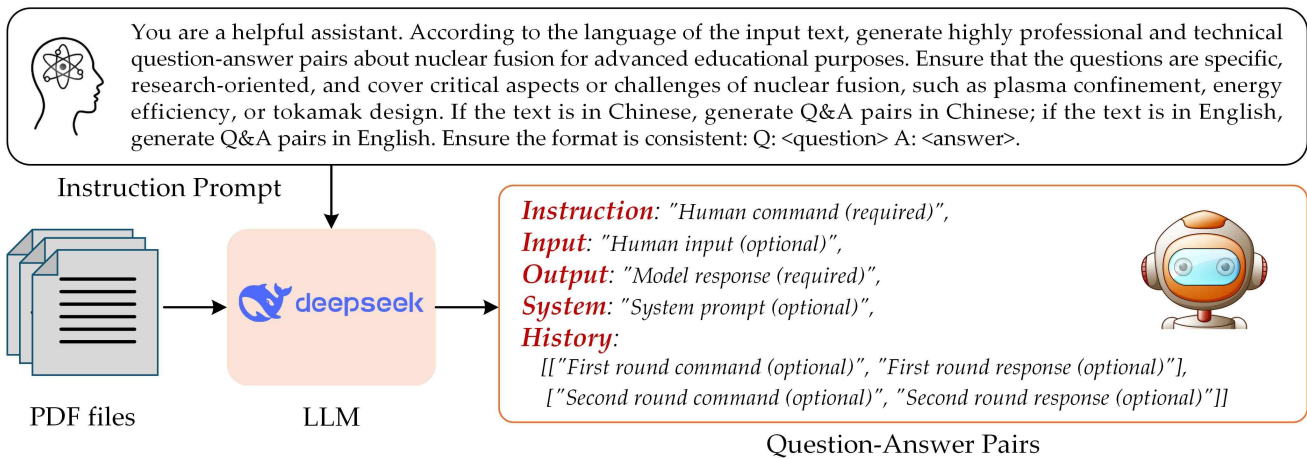 You are a helpful assistant. According to the language of the input text, generate highly professional and technical
question-answer pairs about nuclear fusion for advanced educational purposes. Ensure that the questions are specific,
research-oriented, and cover critical aspects or challenges of nuclear fusion, such as plasma confinement, energy
efficiency, or tokamak design. If the text is in Chinese, generate Q&A pairs in Chinese; if the text is in English,
generate Q&A pairs in English. Ensure the format is consistent: Q: <question> A: <answer>.
Instruction Prompt
PDF files
deepseek
LLM
Instruction: "Human command (required)",
Input: "Human input (optional)",
Output: "Model response (required)",
System: "System prompt (optional)",
History:
[["First round command (optional)", "First round response (optional)"],
["Second round command (optional)", "Second round response (optional)"]]
Question-Answer Pairs